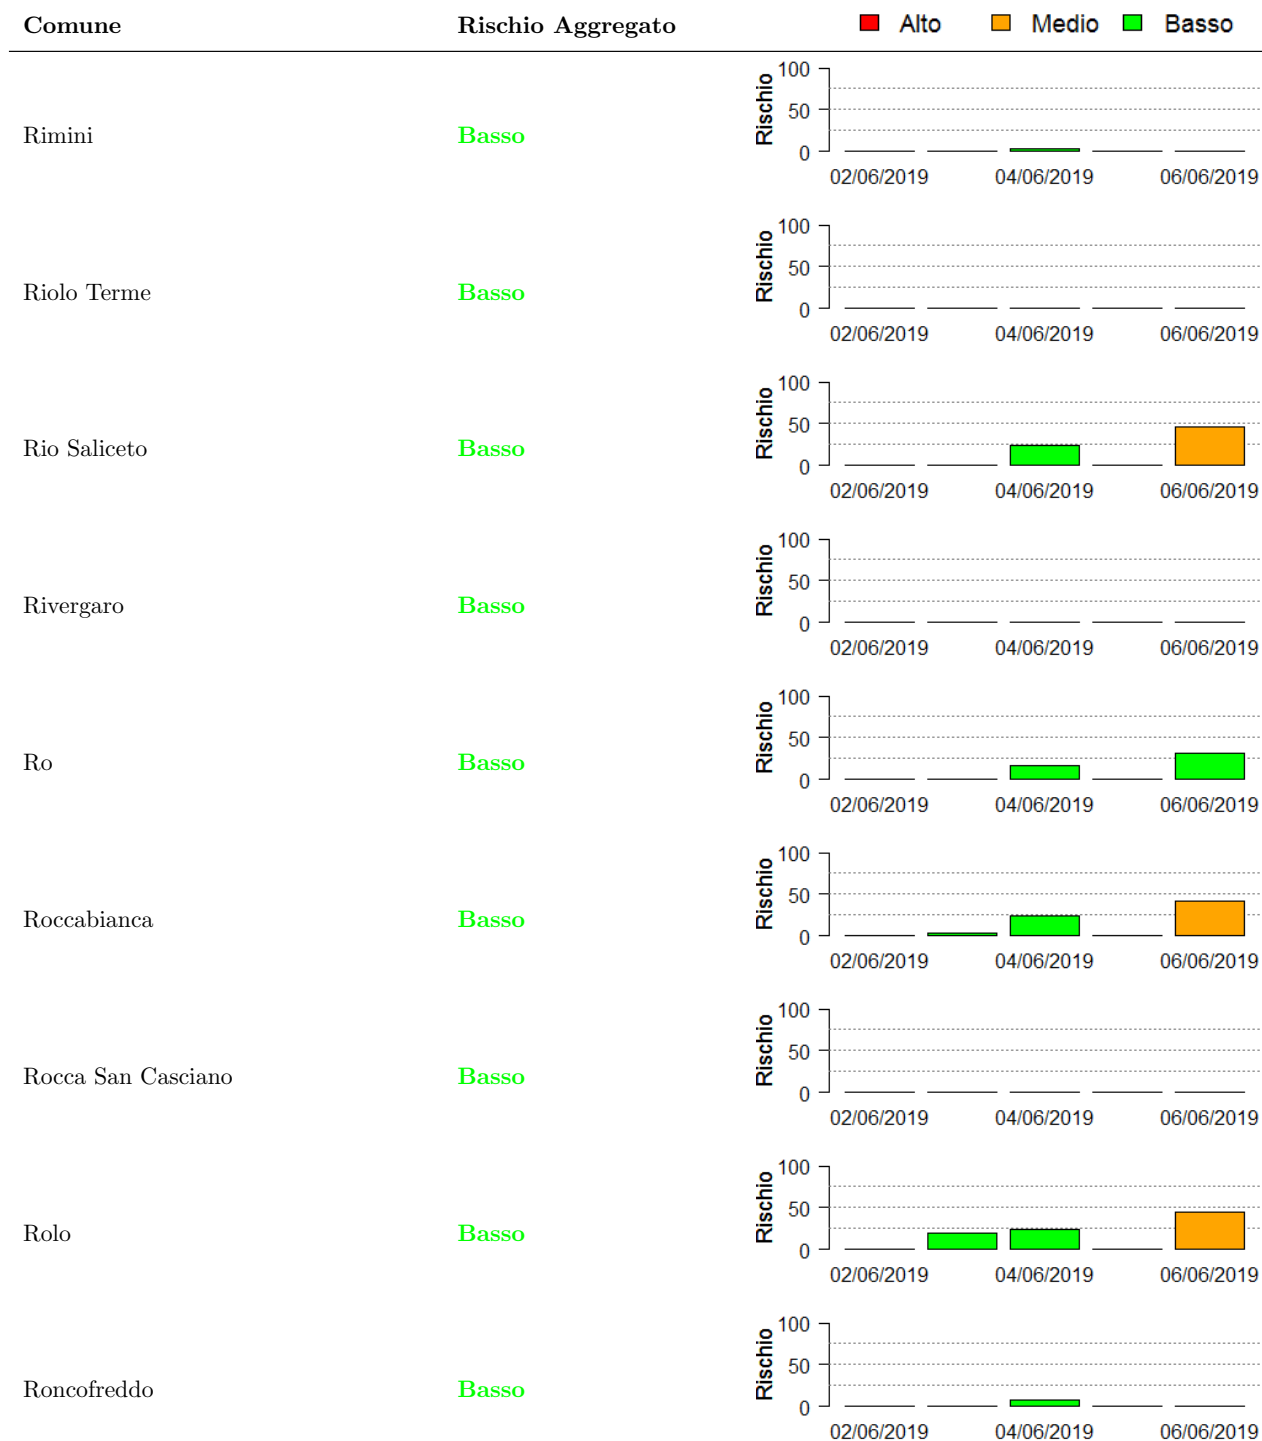 Comune Rischio Aggregato Alto Medio Basso
Rimini Basso
Rischio
100
50
0
02/06/2019 04/06/2019 06/06/2019
Riolo Terme Basso
Rischio
100
50
0
02/06/2019 04/06/2019 06/06/2019
Rio Saliceto Basso
Rischio
100
50
0
02/06/2019 04/06/2019 06/06/2019
Rivergaro Basso
Rischio
100
50
0
02/06/2019 04/06/2019 06/06/2019
Ro Basso
Rischio
100
50
0
02/06/2019 04/06/2019 06/06/2019
Roccabianca Basso
Rischio
100
50
0
02/06/2019 04/06/2019 06/06/2019
Rocca San Casciano Basso
Rischio
100
50
0
02/06/2019 04/06/2019 06/06/2019
Rolo Basso
Rischio
100
50
0
02/06/2019 04/06/2019 06/06/2019
Roncofreddo Basso
Rischio
100
50
0
02/06/2019 04/06/2019 06/06/2019